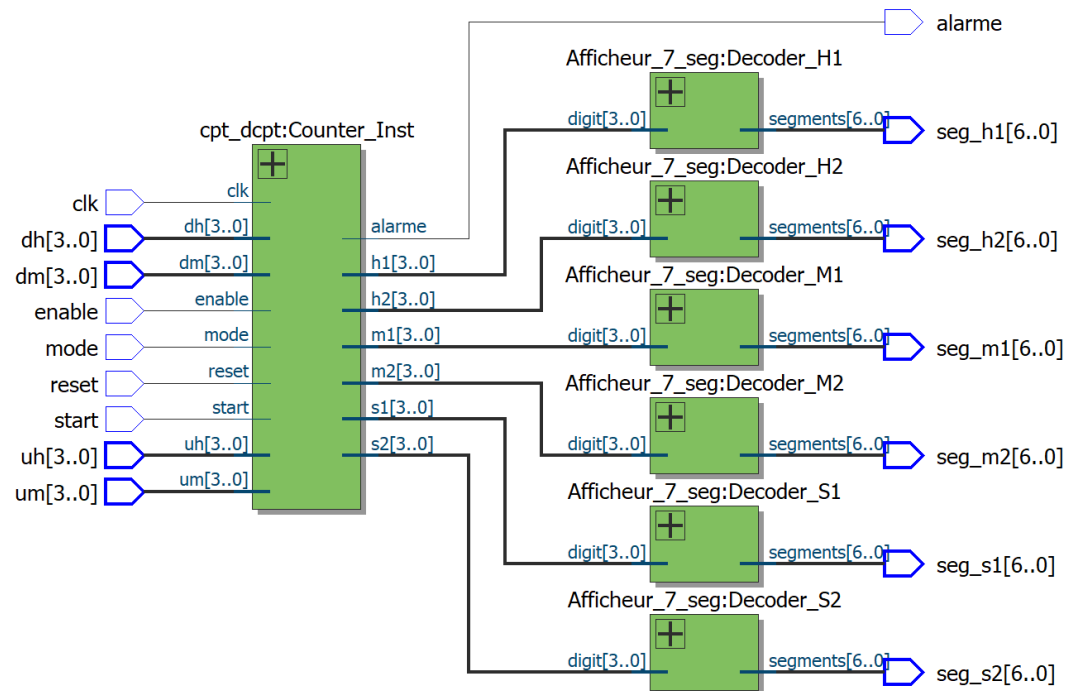 alarme
Afficheur_7_seg:Decoder_H1
digit[3..0] segments[6..0] seg_h1[6..0]
cpt_dcpt:Counter_Inst
Afficheur_7_seg:Decoder_H2
clk clk
dh[3..0] dh[3..0] alarme digit[3..0] segments[6..0] seg_h2[6..0]
dm[3..0] dm[3..0] h1[3..0] Afficheur_7_seg:Decoder_M1
enable enable h2[3..0]
mode mode m1[3..0] digit[3..0] segments[6..0] seg_m1[6..0]
reset reset m2[3..0] Afficheur_7_seg:Decoder_M2
start start s1[3..0]
uh[3..0] uh[3..0] s2[3..0] digit[3..0] segments[6..0] seg_m2[6..0]
um[3..0] um[3..0] Afficheur_7_seg:Decoder_S1
digit[3..0] segments[6..0] seg_s1[6..0]
Afficheur_7_seg:Decoder_S2
digit[3..0] segments[6..0] seg_s2[6..0]